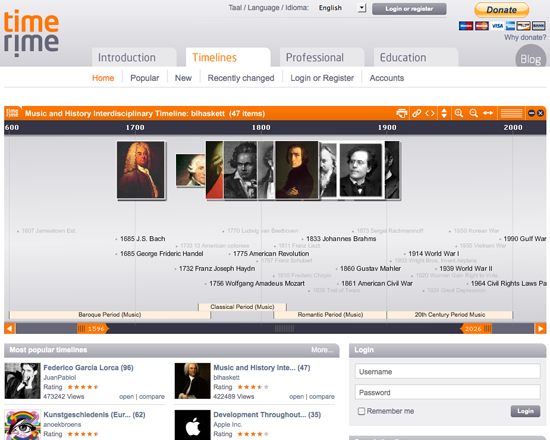 time
rime
Taal / Language / Idioma: English
Login or register
Donate
Why donate?
Introduction
Timelines
Professional
Education
Blog
Home
Popular
New
Recently changed
Login or Register
Accounts
Music and History Interdisciplinary Timeline: blhaskett (47 items)
600 1700 1800 1900 2000
1607 Jamestown Est.
1770 Ludwig van Beethoven
1873 Sergei Rachmaninoff
1950 Korean War
1685 J.S. Bach
1733 13 American colonies
1811 Franz Liszt
1833 Johannes Brahms
1955 Vietnam War
1990 Gulf War
1685 George Frideric Handel
1775 American Revolution
1914 World War I
1797 Franz Schubert
1903 Wright Bros. Invent Airplane
1732 Franz Joseph Haydn
1860 Gustav Mahler
1939 World War II
1810 Frederic Chopin
1920 Women Gain Right to Vote
1756 Wolfgang Amadeus Mozart
1861 American Civil War
1964 Civil Rights Laws Pa
1838 Trail of Tears
1929 Great Depression
Classical Period (Music)
Baroque Period (Music)
Romantic Period (Music)
20th Century Period Music
1596
2026
Most popular timelines
More...
Federico Garcia Lorca (96)
JuanPablol
Rating
473242 Views
open | compare
Music and History Inte... (47)
blhaskett
Rating
422489 Views
open | compare
Kunstgeschiedenis (Eur... (62)
anoekbroens
Rating
Development Throughout... (35)
Apple Inc.
Rating
Login
Username
Password
Remember me
Login